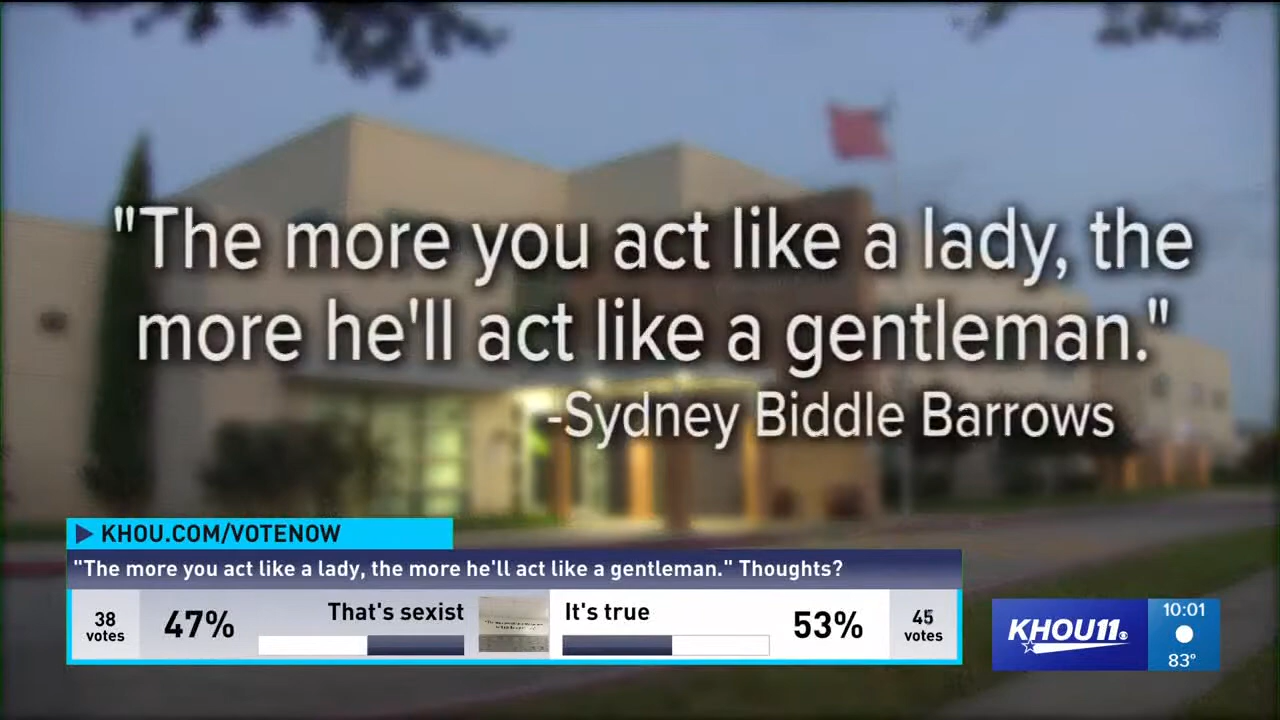 "The more you act like a lady, the
more he'll act like a gentleman."
-Sydney Biddle Barrows
KHOU.COM/VOTENOW
"The more you act like a lady, the more he'll act like a gentleman." Thoughts?
38
votes
47%
That's sexist
It's true
53%
45
votes
KHOU11
10:01
83°